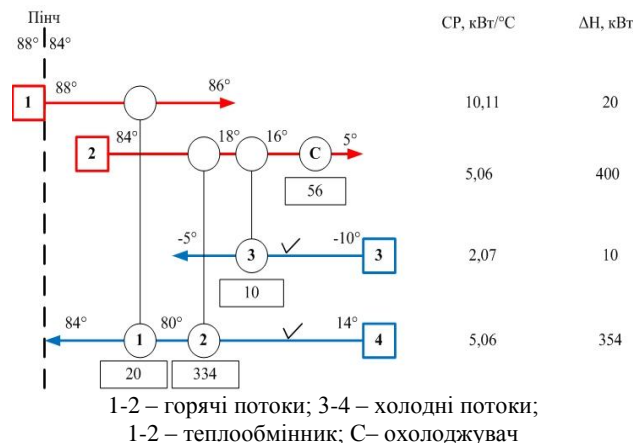 Пінч
СР, кВт/°С ΔН, кВт
88° 84°
1 88° 86° 10,11 20
2 84° 18° 16° С 5°
56
5,06 400
-5° 3 -10° 3 2,07 10
10
84° 1 80° 2 14° 4 5,06 354
20 334
1-2 – горячі потоки; 3-4 – холодні потоки;
1-2 – теплообмінник; С– охолоджувач